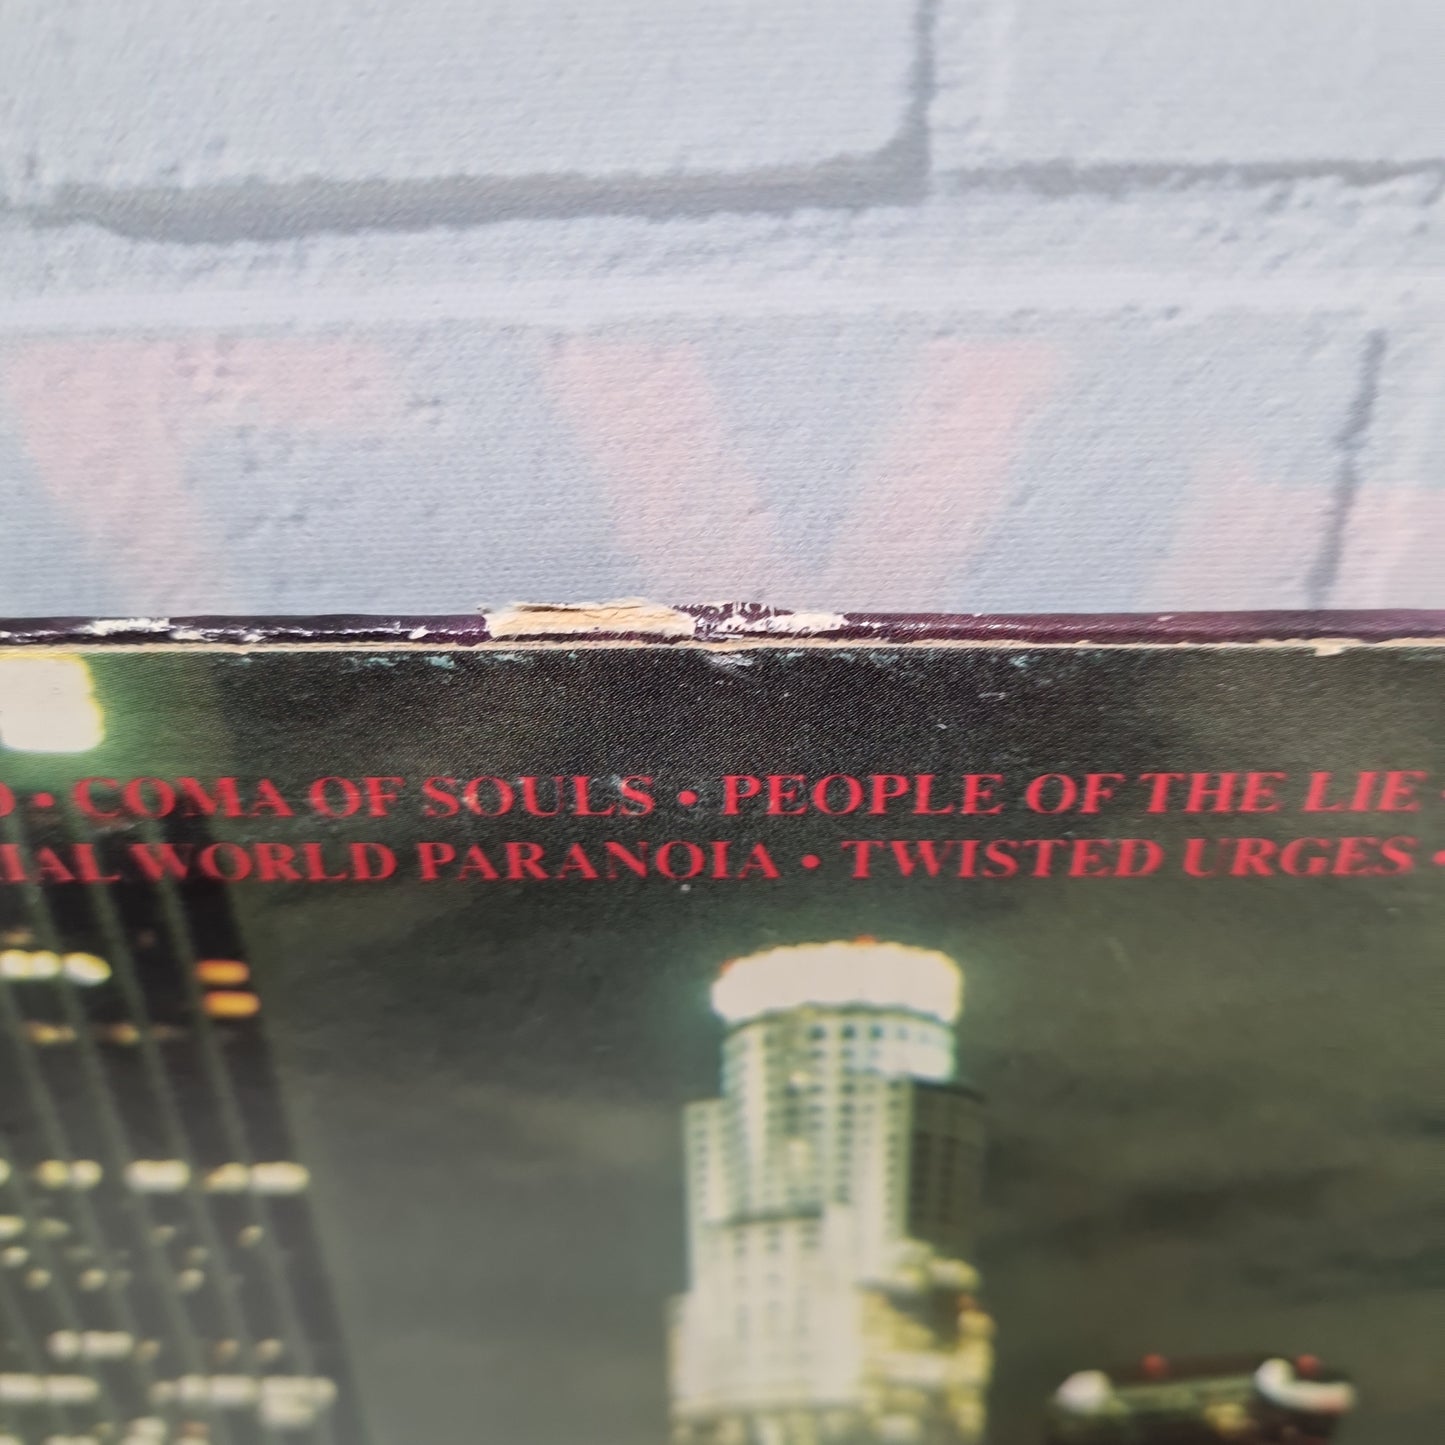 • COMA OF SOULS • PEOPLE OF THE LIE •
WORLD PARANOIA • TWISTED URGES •